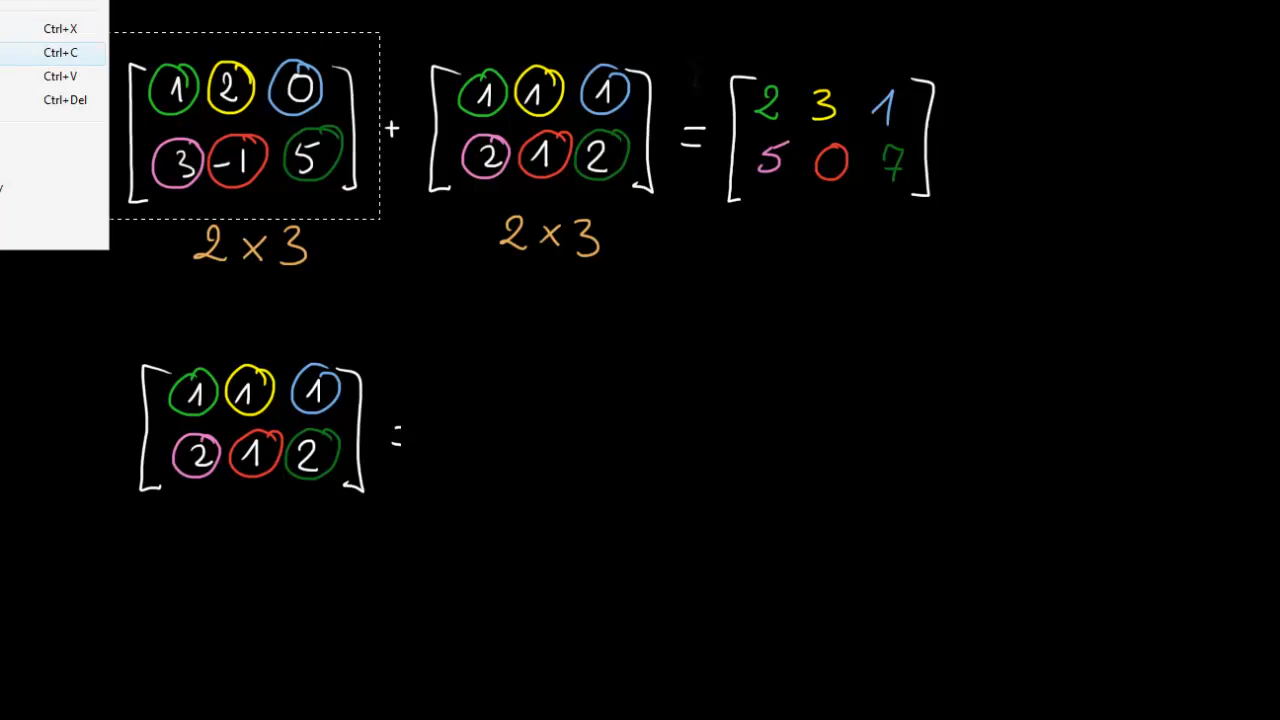 Ctrl+X
Ctrl+C
Ctrl+V
Ctrl+Del
[1 2 0] + [1 1 1] = [2 3 1]
[3 -1 5] [2 1 2] [5 0 7]
2 × 3 2 × 3
[1 1 1] =
[2 1 2]